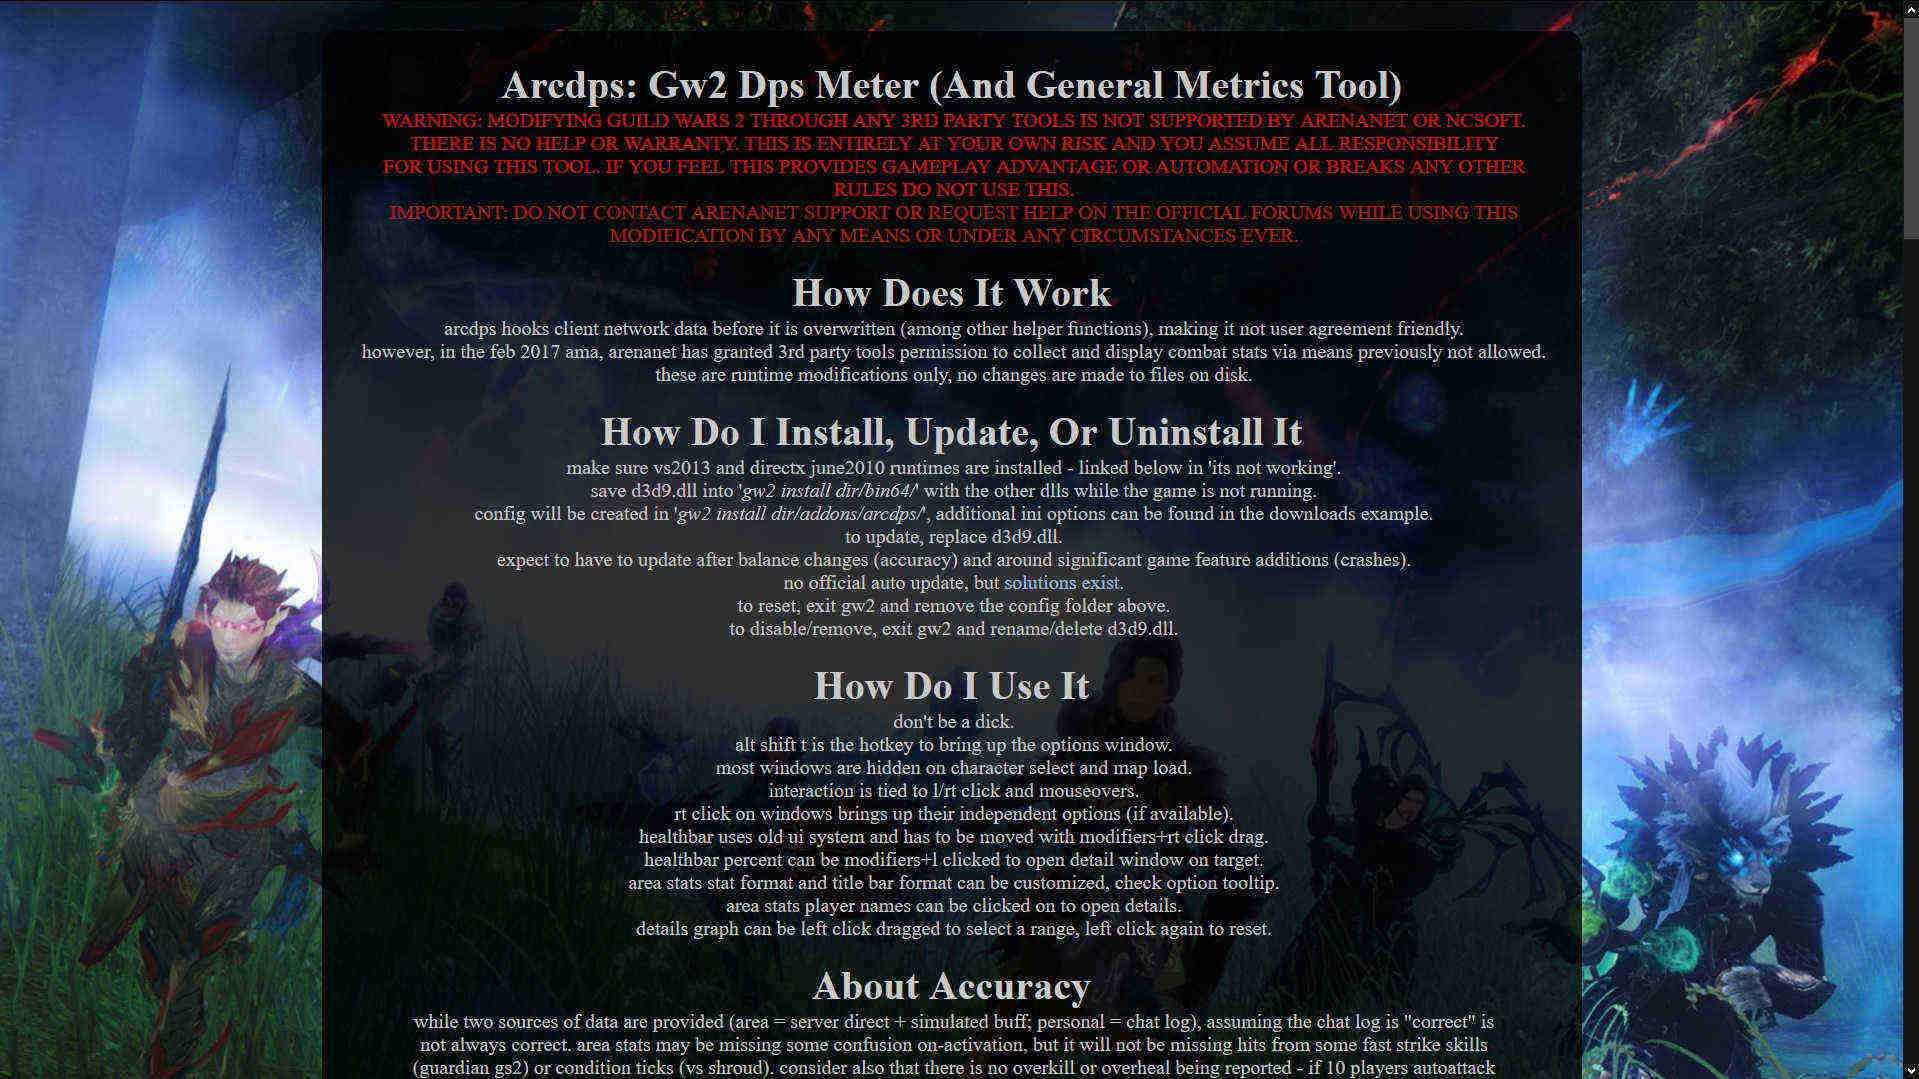 Arcdps: Gw2 Dps Meter (And General Metrics Tool)
WARNING: MODIFYING GUILD WARS 2 THROUGH ANY 3RD PARTY TOOLS IS NOT SUPPORTED BY ARENANET OR NCSOFT.
THERE IS NO HELP OR WARRANTY. THIS IS ENTIRELY AT YOUR OWN RISK AND YOU ASSUME ALL RESPONSIBILITY
FOR USING THIS TOOL. IF YOU FEEL THIS PROVIDES GAMEPLAY ADVANTAGE OR AUTOMATION OR BREAKS ANY OTHER
RULES DO NOT USE THIS.
IMPORTANT: DO NOT CONTACT ARENANET SUPPORT OR REQUEST HELP ON THE OFFICIAL FORUMS WHILE USING THIS
MODIFICATION BY ANY MEANS OR UNDER ANY CIRCUMSTANCES EVER.
How Does It Work
arcdps hooks client network data before it is overwritten (among other helper functions), making it not user agreement friendly.
however, in the feb 2017 ama, arenanet has granted 3rd party tools permission to collect and display combat stats via means previously not allowed.
these are runtime modifications only, no changes are made to files on disk.
How Do I Install, Update, Or Uninstall It
make sure vs2013 and directx june2010 runtimes are installed - linked below in 'its not working'.
save d3d9.dll into 'gw2 install dir/bin64/' with the other dlls while the game is not running.
config will be created in 'gw2 install dir/addons/arcdps/', additional ini options can be found in the downloads example.
to update, replace d3d9.dll.
expect to have to update after balance changes (accuracy) and around significant game feature additions (crashes).
no official auto update, but solutions exist.
to reset, exit gw2 and remove the config folder above.
to disable/remove, exit gw2 and rename/delete d3d9.dll.
How Do I Use It
don't be a dick.
alt shift t is the hotkey to bring up the options window.
most windows are hidden on character select and map load.
interaction is tied to l/rt click and mouseovers.
rt click on windows brings up their independent options (if available).
healthbar uses old ui system and has to be moved with modifiers+rt click drag.
healthbar percent can be modifiers+l clicked to open detail window on target.
area stats stat format and title bar format can be customized, check option tooltip.
area stats player names can be clicked on to open details.
details graph can be left click dragged to select a range, left click again to reset.
About Accuracy
while two sources of data are provided (area = server direct + simulated buff; personal = chat log), assuming the chat log is "correct" is
not always correct. area stats may be missing some confusion on-activation, but it will not be missing hits from some fast strike skills
(guardian gs2) or condition ticks (vs shroud). consider also that there is no overkill or overheal being reported - if 10 players autoattack